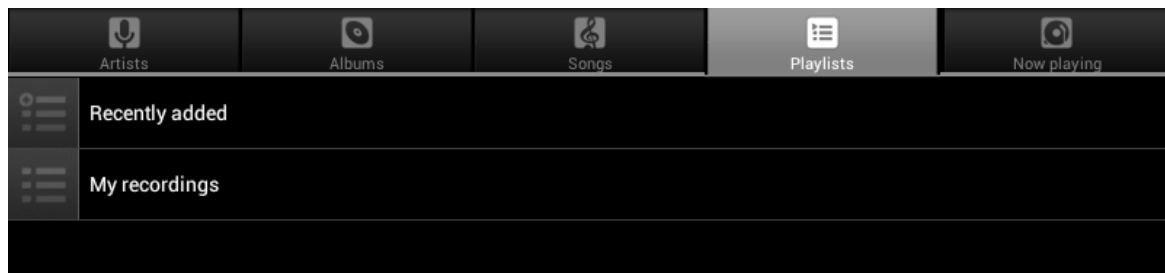 Artists Albums Songs Playlists Now playing
Recently added
My recordings